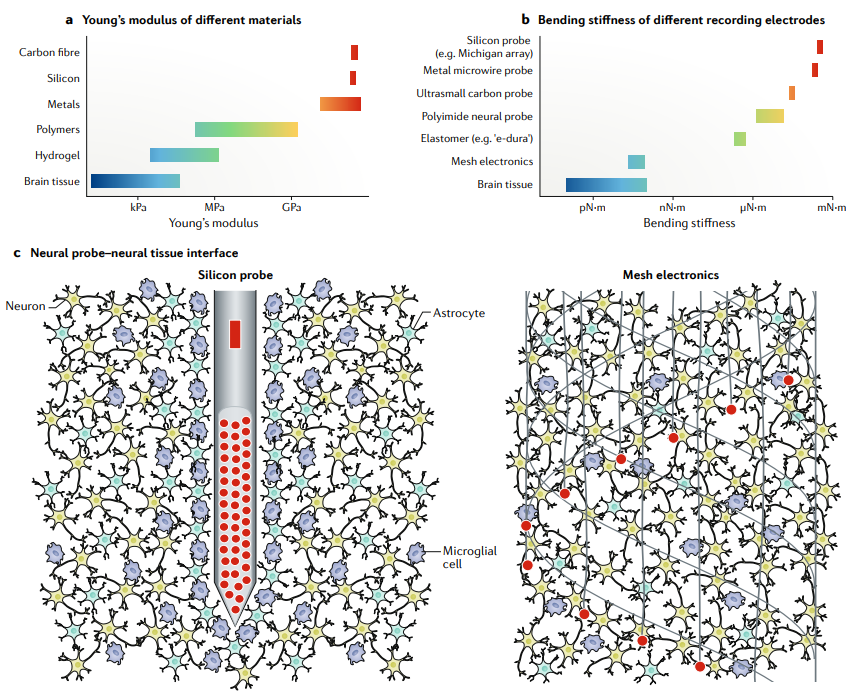 a Young's modulus of different materials
Carbon fibre
Silicon
Metals
Polymers
Hydrogel
Brain tissue
kPa MPa GPa
Young's modulus
b Bending stiffness of different recording electrodes
Silicon probe
(e.g. Michigan array)
Metal microwire probe
Ultrasmall carbon probe
Polyimide neural probe
Elastomer (e.g. 'e-dura')
Mesh electronics
Brain tissue
pN·m nN·m μN·m mN·m
Bending stiffness
c Neural probe–neural tissue interface
Silicon probe
Neuron
Astrocyte
Microglial
cell
Mesh electronics